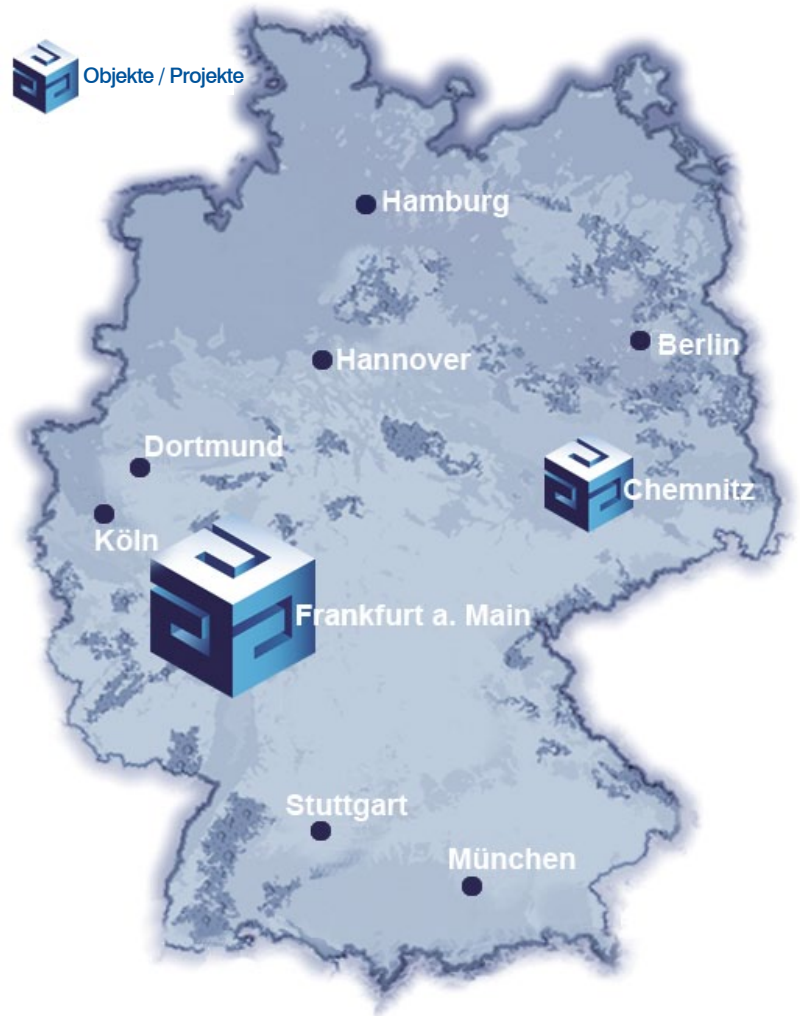 Objekte / Projekte
Hamburg
Berlin
Hannover
Dortmund
Chemnitz
Köln
Frankfurt a. Main
Stuttgart
München